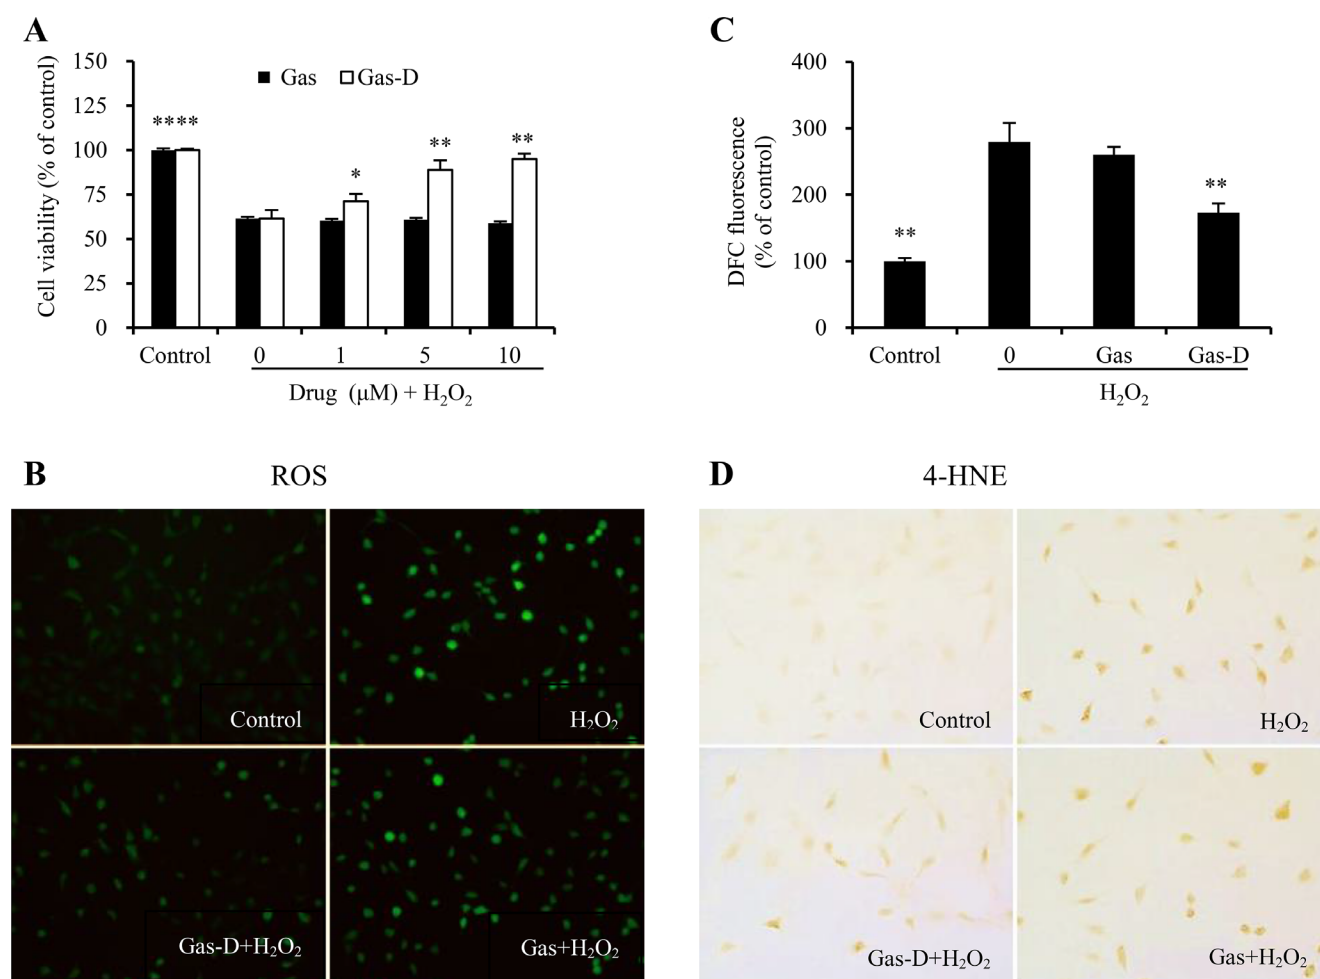 A
Cell viability (% of control)
150
125
100
75
50
25
0
Gas
Gas-D
****
*
**
**
Control
0
1
5
10
Drug (μM) + H₂O₂
C
DFC fluorescence
(% of control)
400
300
200
100
0
**
**
Control
0
Gas
Gas-D
H₂O₂
B
ROS
Control
H₂O₂
Gas-D+H₂O₂
Gas+H₂O₂
D
4-HNE
Control
H₂O₂
Gas-D+H₂O₂
Gas+H₂O₂